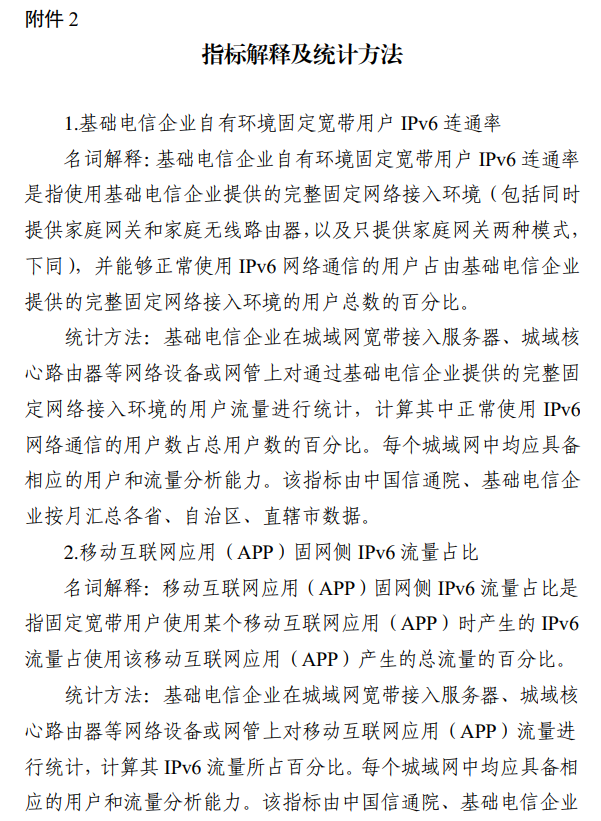 附件 2
指标解释及统计方法
1.基础电信企业自有环境固定宽带用户 IPv6 连通率
名词解释：基础电信企业自有环境固定宽带用户 IPv6 连通率
是指使用基础电信企业提供的完整固定网络接入环境（包括同时
提供家庭网关和家庭无线路由器，以及只提供家庭网关两种模式，
下同），并能够正常使用 IPv6 网络通信的用户占由基础电信企业
提供的完整固定网络接入环境的用户总数的百分比。
统计方法：基础电信企业在城域网宽带接入服务器、城域核
心路由器等网络设备或网管上对通过基础电信企业提供的完整固
定网络接入环境的用户流量进行统计，计算其中正常使用 IPv6
网络通信的用户数占总用户数的百分比。每个城域网中均应具备
相应的用户和流量分析能力。该指标由中国信通院、基础电信企
业按月汇总各省、自治区、直辖市数据。
2.移动互联网应用（APP）固网侧 IPv6 流量占比
名词解释：移动互联网应用（APP）固网侧 IPv6 流量占比是
指固定宽带用户使用某个移动互联网应用（APP）时产生的 IPv6
流量占使用该移动互联网应用（APP）产生的总流量的百分比。
统计方法：基础电信企业在城域网宽带接入服务器、城域核
心路由器等网络设备或网管上对移动互联网应用（APP）流量进
行统计，计算其 IPv6 流量所占百分比。每个城域网中均应具备相
应的用户和流量分析能力。该指标由中国信通院、基础电信企业